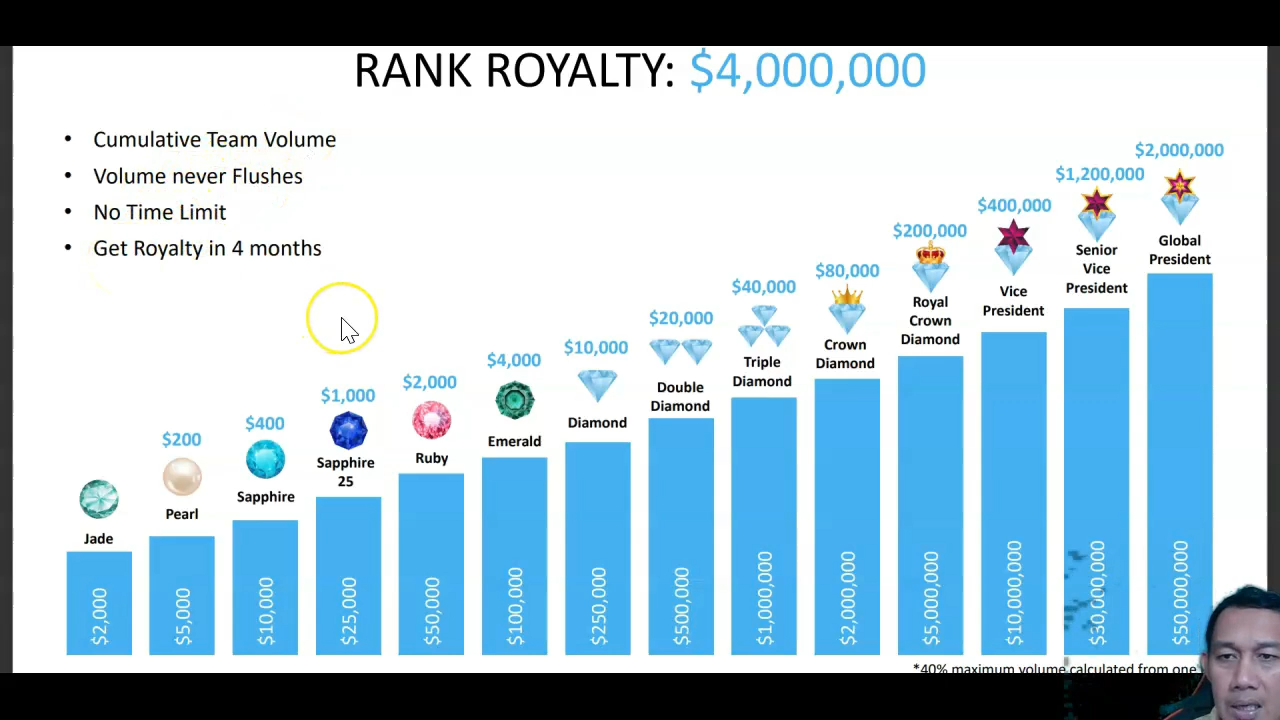 RANK ROYALTY: $4,000,000
• Cumulative Team Volume
• Volume never Flushes
• No Time Limit
• Get Royalty in 4 months
$200
$400
$1,000
$2,000
$4,000
$10,000
$20,000
$40,000
$80,000
$200,000
$400,000
$1,200,000
$2,000,000
Jade
Pearl
Sapphire
Sapphire
25
Ruby
Emerald
Diamond
Double
Diamond
Triple
Diamond
Crown
Diamond
Royal
Crown
Diamond
Vice
President
Senior
Vice
President
Global
President
$2,000
$5,000
$10,000
$25,000
$50,000
$100,000
$250,000
$500,000
$1,000,000
$2,000,000
$5,000,000
$10,000,000
$30,000,000
$50,000,000
*40% maximum volume calculated from one